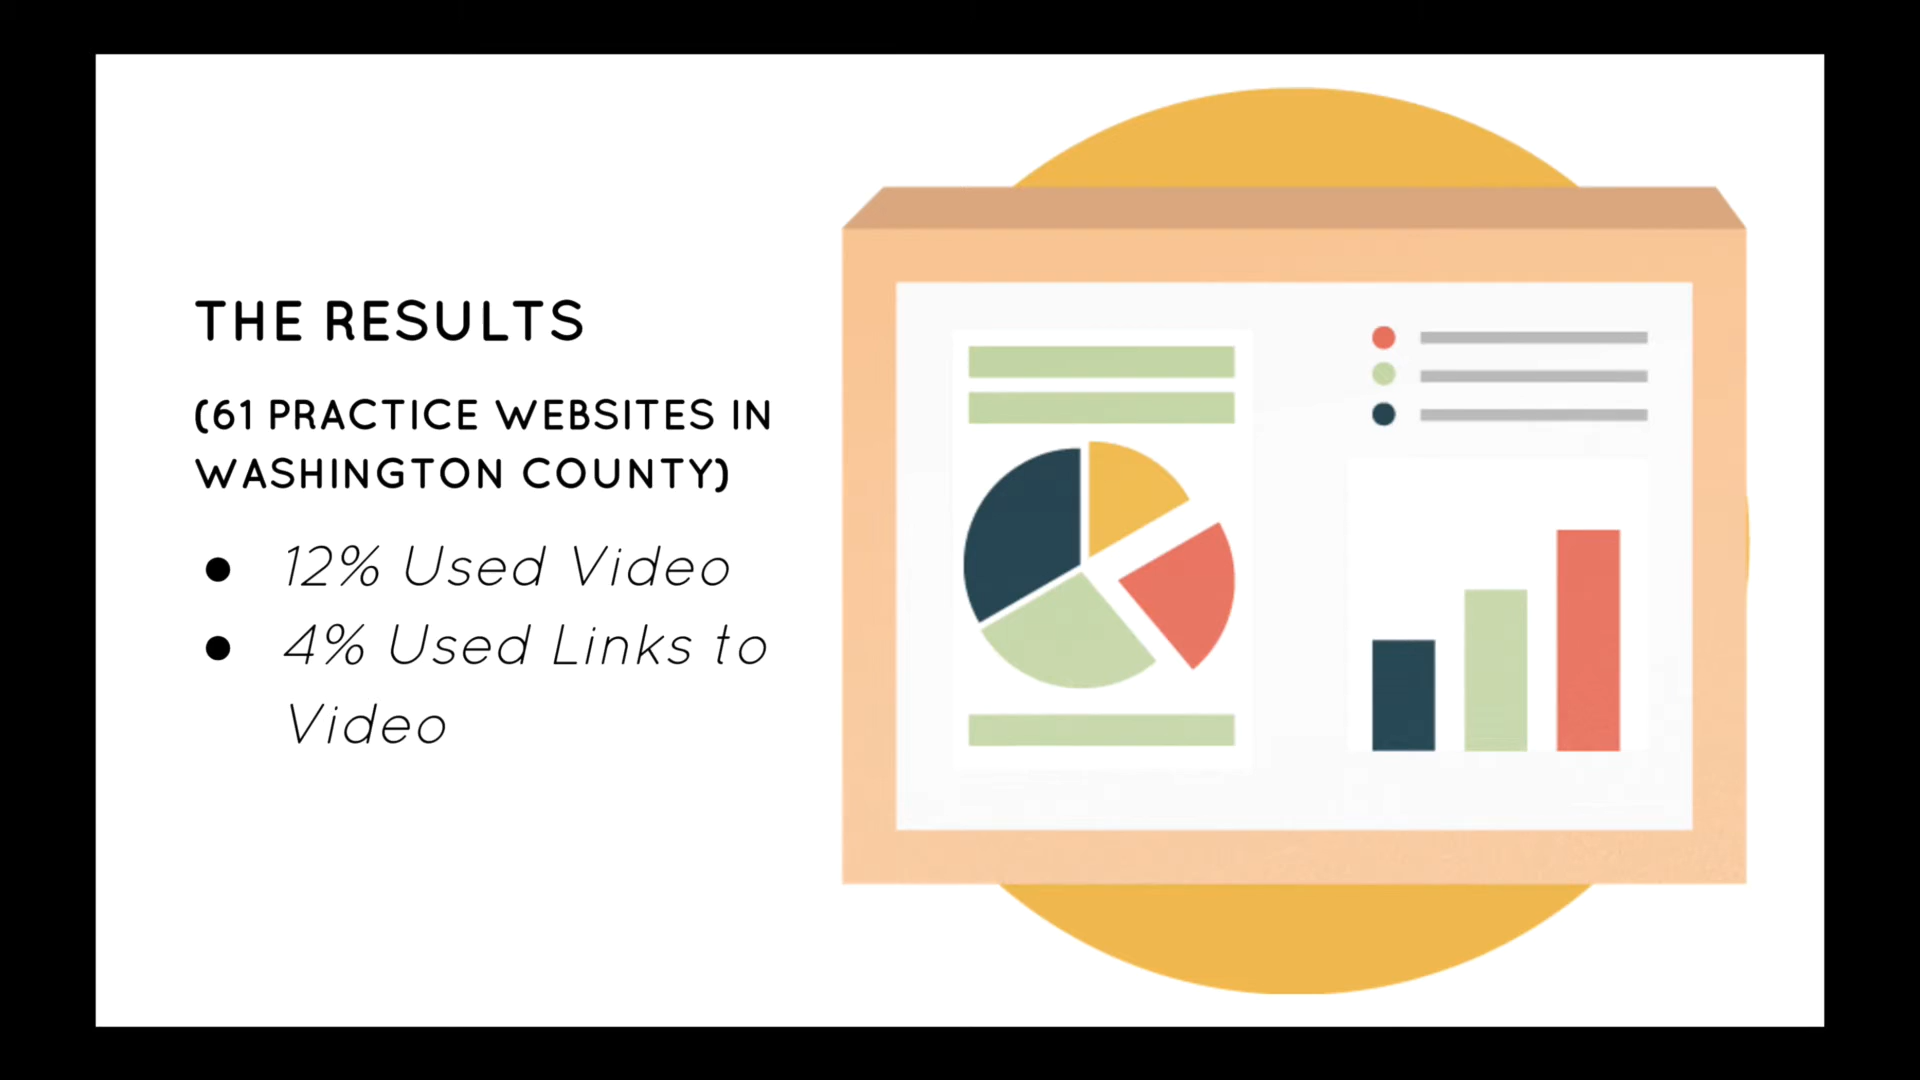 THE RESULTS
(61 PRACTICE WEBSITES IN
WASHINGTON COUNTY)
● 12% Used Video
● 4% Used Links to
Video